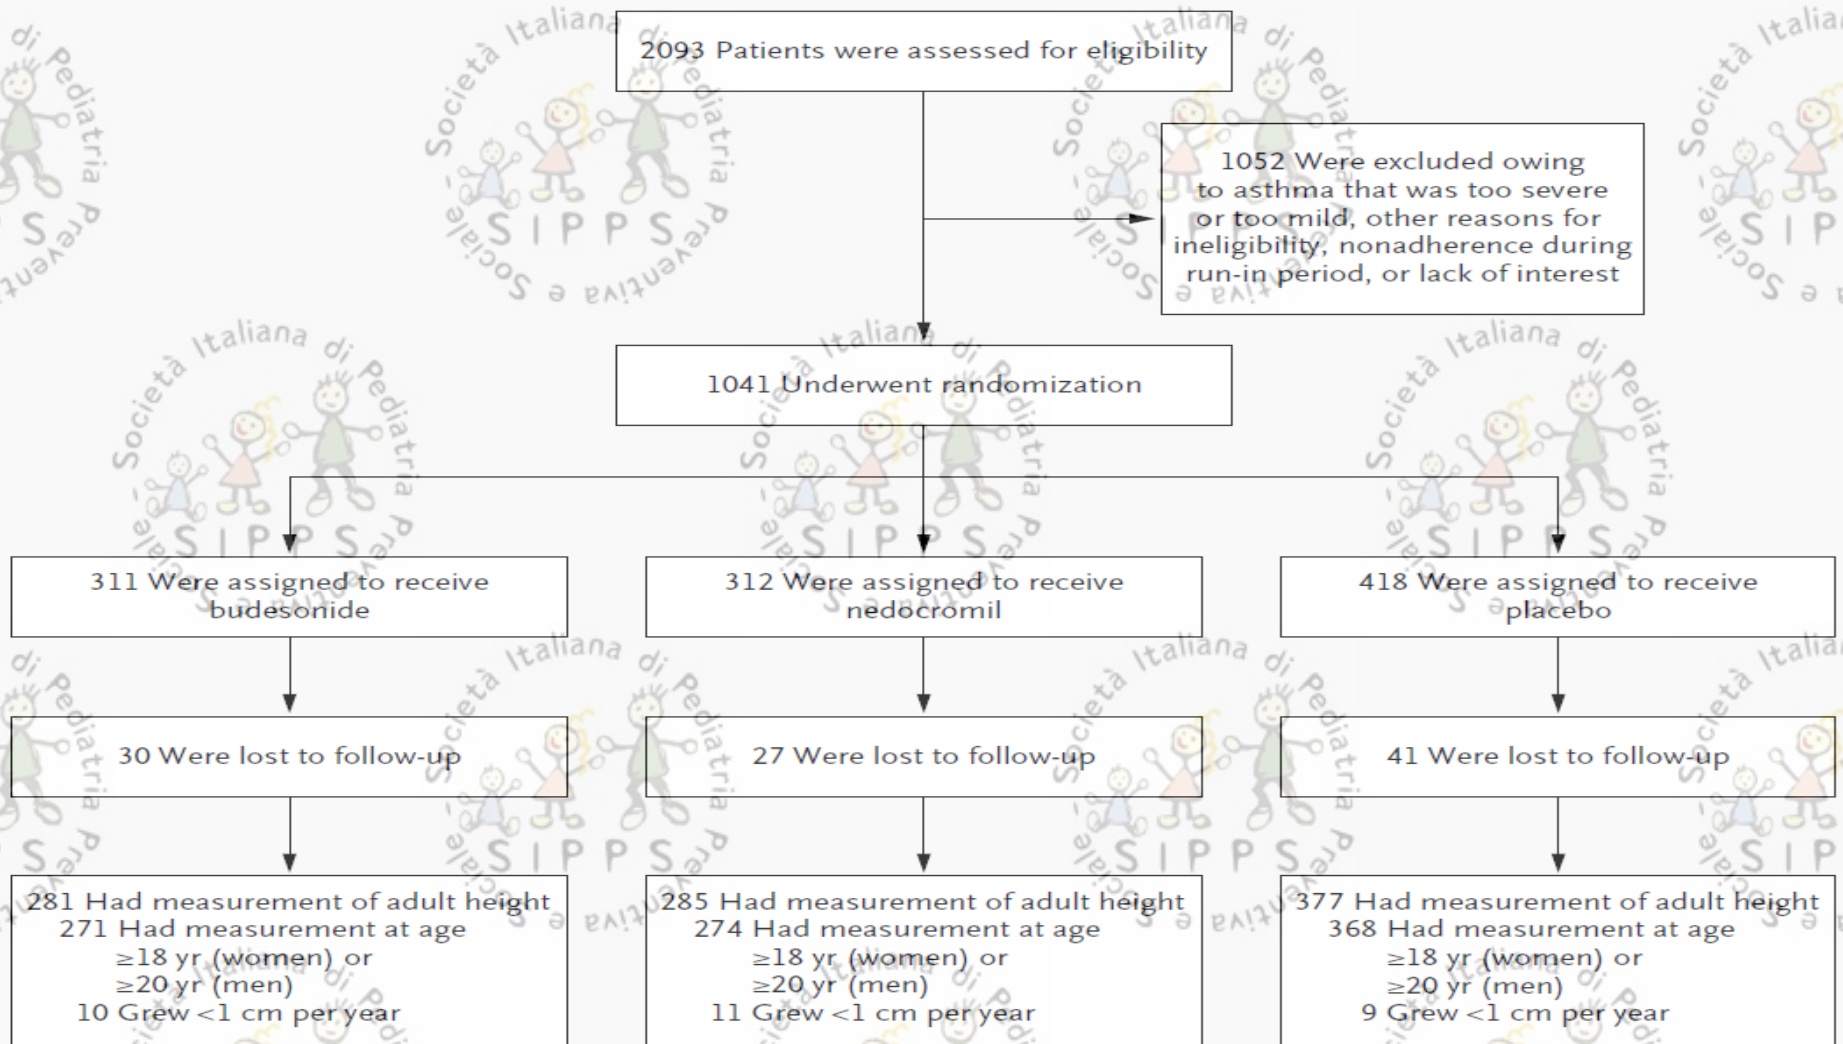 2093 Patients were assessed for eligibility
1052 Were excluded owing
to asthma that was too severe
or too mild, other reasons for
ineligibility, nonadherence during
run-in period, or lack of interest
1041 Underwent randomization
311 Were assigned to receive
budesonide
312 Were assigned to receive
nedocromil
418 Were assigned to receive
placebo
30 Were lost to follow-up
27 Were lost to follow-up
41 Were lost to follow-up
281 Had measurement of adult height
271 Had measurement at age
≥18 yr (women) or
≥20 yr (men)
10 Grew <1 cm per year
285 Had measurement of adult height
274 Had measurement at age
≥18 yr (women) or
≥20 yr (men)
11 Grew <1 cm per year
377 Had measurement of adult height
368 Had measurement at age
≥18 yr (women) or
≥20 yr (men)
9 Grew <1 cm per year
Società Italiana di Pediatria Preventiva e Sociale
SIPPS